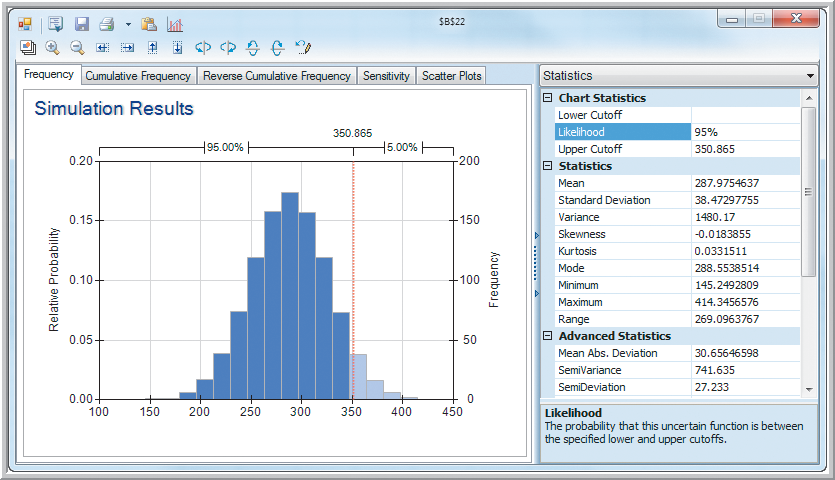 $B$22
Frequency Cumulative Frequency Reverse Cumulative Frequency Sensitivity Scatter Plots
Simulation Results
350.865
95.00% 5.00%
0.20 200
0.15 150
0.10 100
0.05 50
0.00 0
100 150 200 250 300 350 400 450
Relative Probability
Frequency
Statistics
Chart Statistics
Lower Cutoff
Likelihood 95%
Upper Cutoff 350.865
Statistics
Mean 287.9754637
Standard Deviation 38.47297755
Variance 1480.17
Skewness -0.0183855
Kurtosis 0.0331511
Mode 288.5538514
Minimum 145.2492809
Maximum 414.3456576
Range 269.0963767
Advanced Statistics
Mean Abs. Deviation 30.65646598
SemiVariance 741.635
SemiDeviation 27.233
Likelihood
The probability that this uncertain function is between
the specified lower and upper cutoffs.